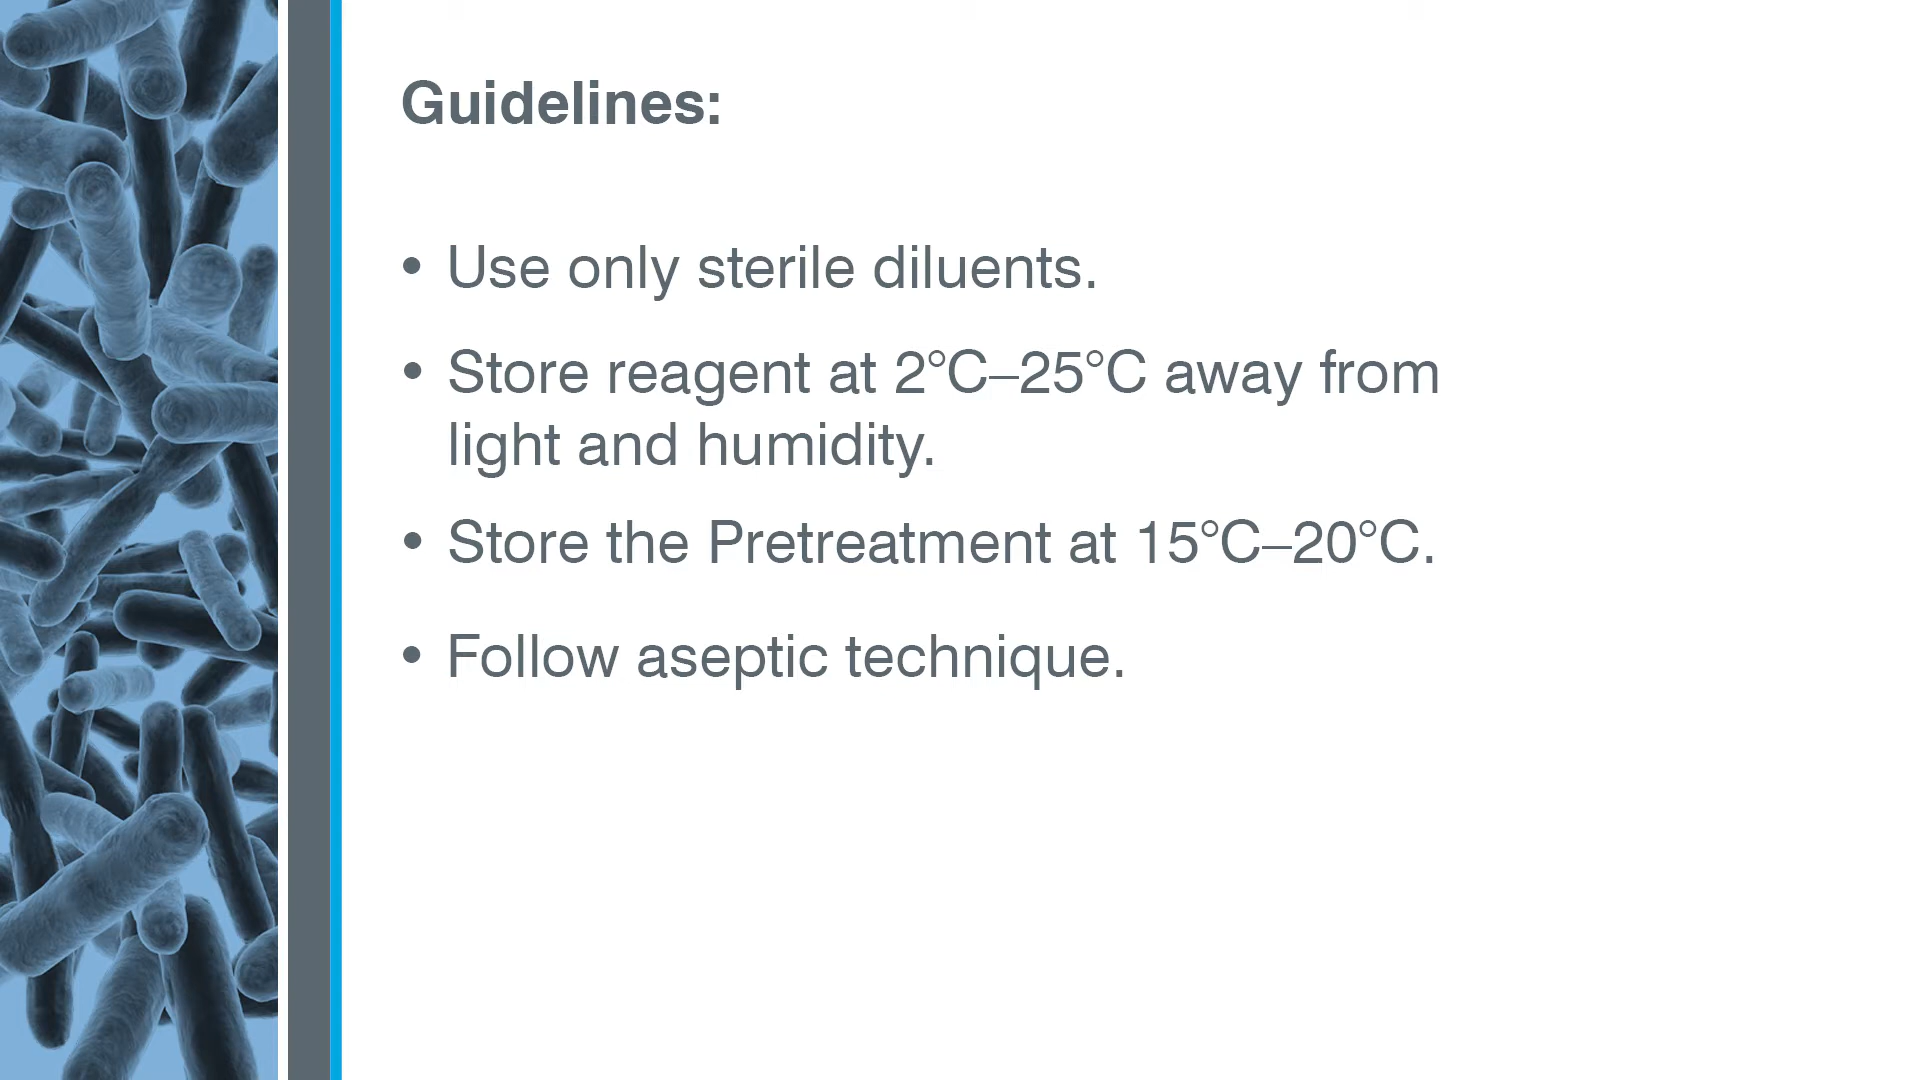 Guidelines:
• Use only sterile diluents.
• Store reagent at 2°C–25°C away from
light and humidity.
• Store the Pretreatment at 15°C–20°C.
• Follow aseptic technique.